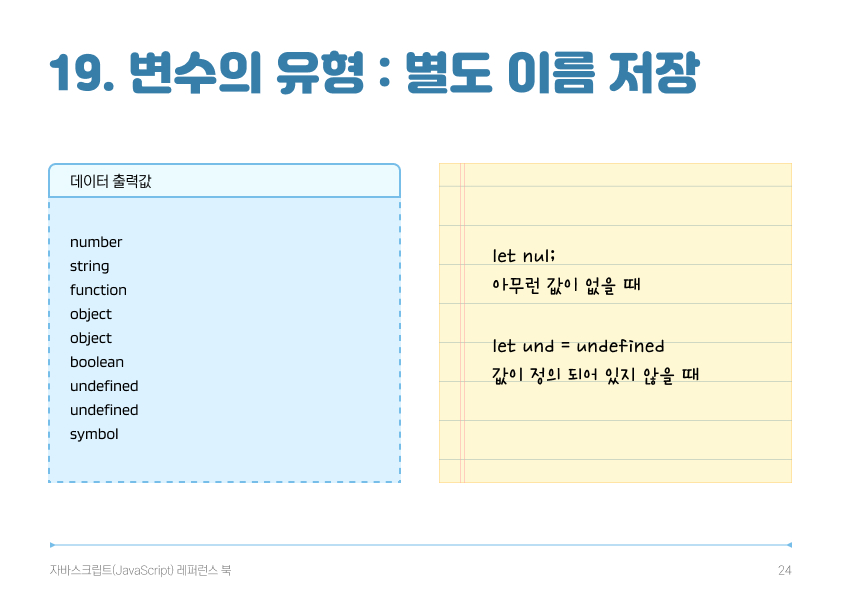 19. 변수의 유형 : 별도 이름 저장
데이터 출력값
number
string
function
object
object
boolean
undefined
undefined
symbol
let nul;
아무런 값이 없을 때
let und = undefined
값이 정의 되어 있지 않을 때
자바스크립트(JavaScript) 레퍼런스 북
24